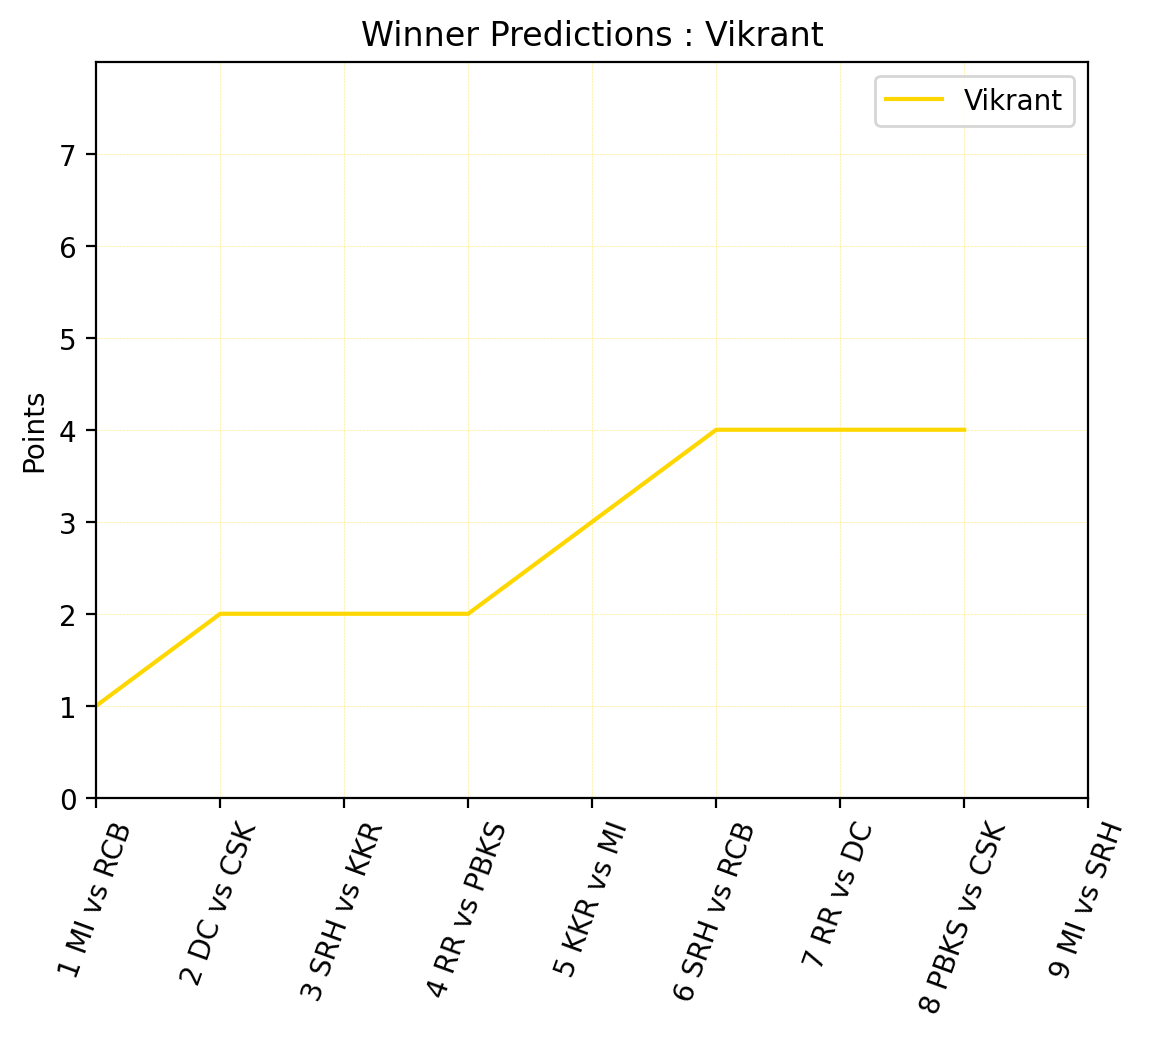 Winner Predictions : Vikrant
Vikrant
7
6
5
4
3
2
1
0
Points
1 MI vs RCB
2 DC vs CSK
3 SRH vs KKR
4 RR vs PBKS
5 KKR vs MI
6 SRH vs RCB
7 RR vs DC
8 PBKS vs CSK
9 MI vs SRH